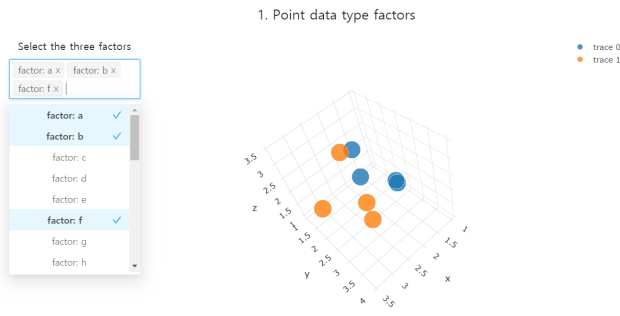 1. Point data type factors
Select the three factors
factor: a x factor: b x
factor: f x
factor: a
factor: b
factor: c
factor: d
factor: e
factor: f
factor: g
factor: h
trace 0
trace 1
3.5
3
2.5
2
1.5
1
z
1.5
2
2.5
3
3.5
4
y
1
1.5
2
2.5
3
3.5
x